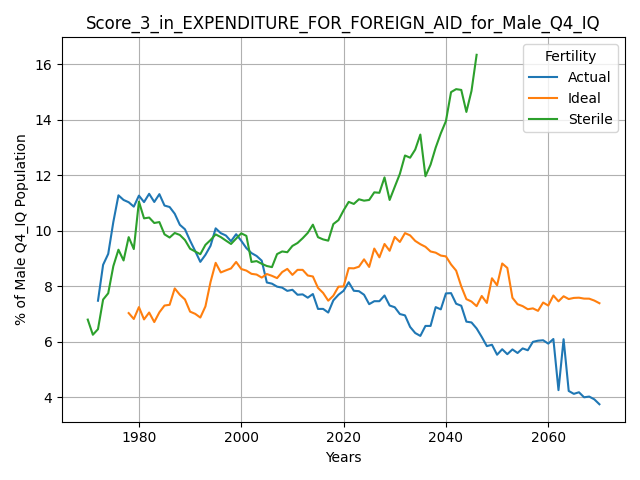 Score_3_in_EXPENDITURE_FOR_FOREIGN_AID_for_Male_Q4_IQ
Fertility
Actual
Ideal
Sterile
% of Male Q4_IQ Population
16
14
12
10
8
6
4
1980 2000 2020 2040 2060
Years